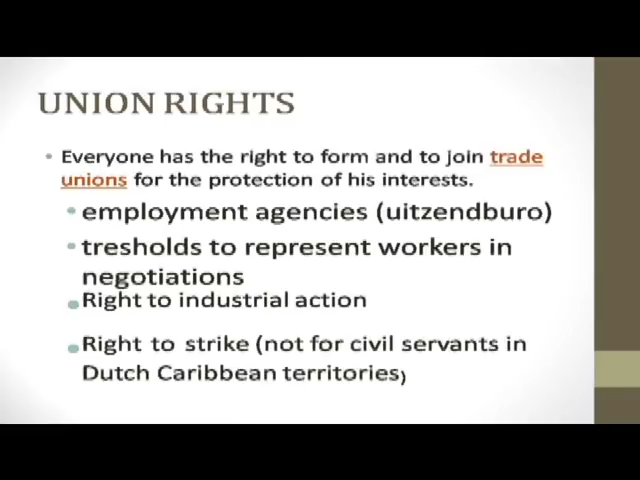 UNION RIGHTS
• Everyone has the right to form and to join trade
unions for the protection of his interests.
• employment agencies (uitzendburo)
• tresholds to represent workers in
negotiations
• Right to industrial action
• Right to strike (not for civil servants in
Dutch Caribbean territories)